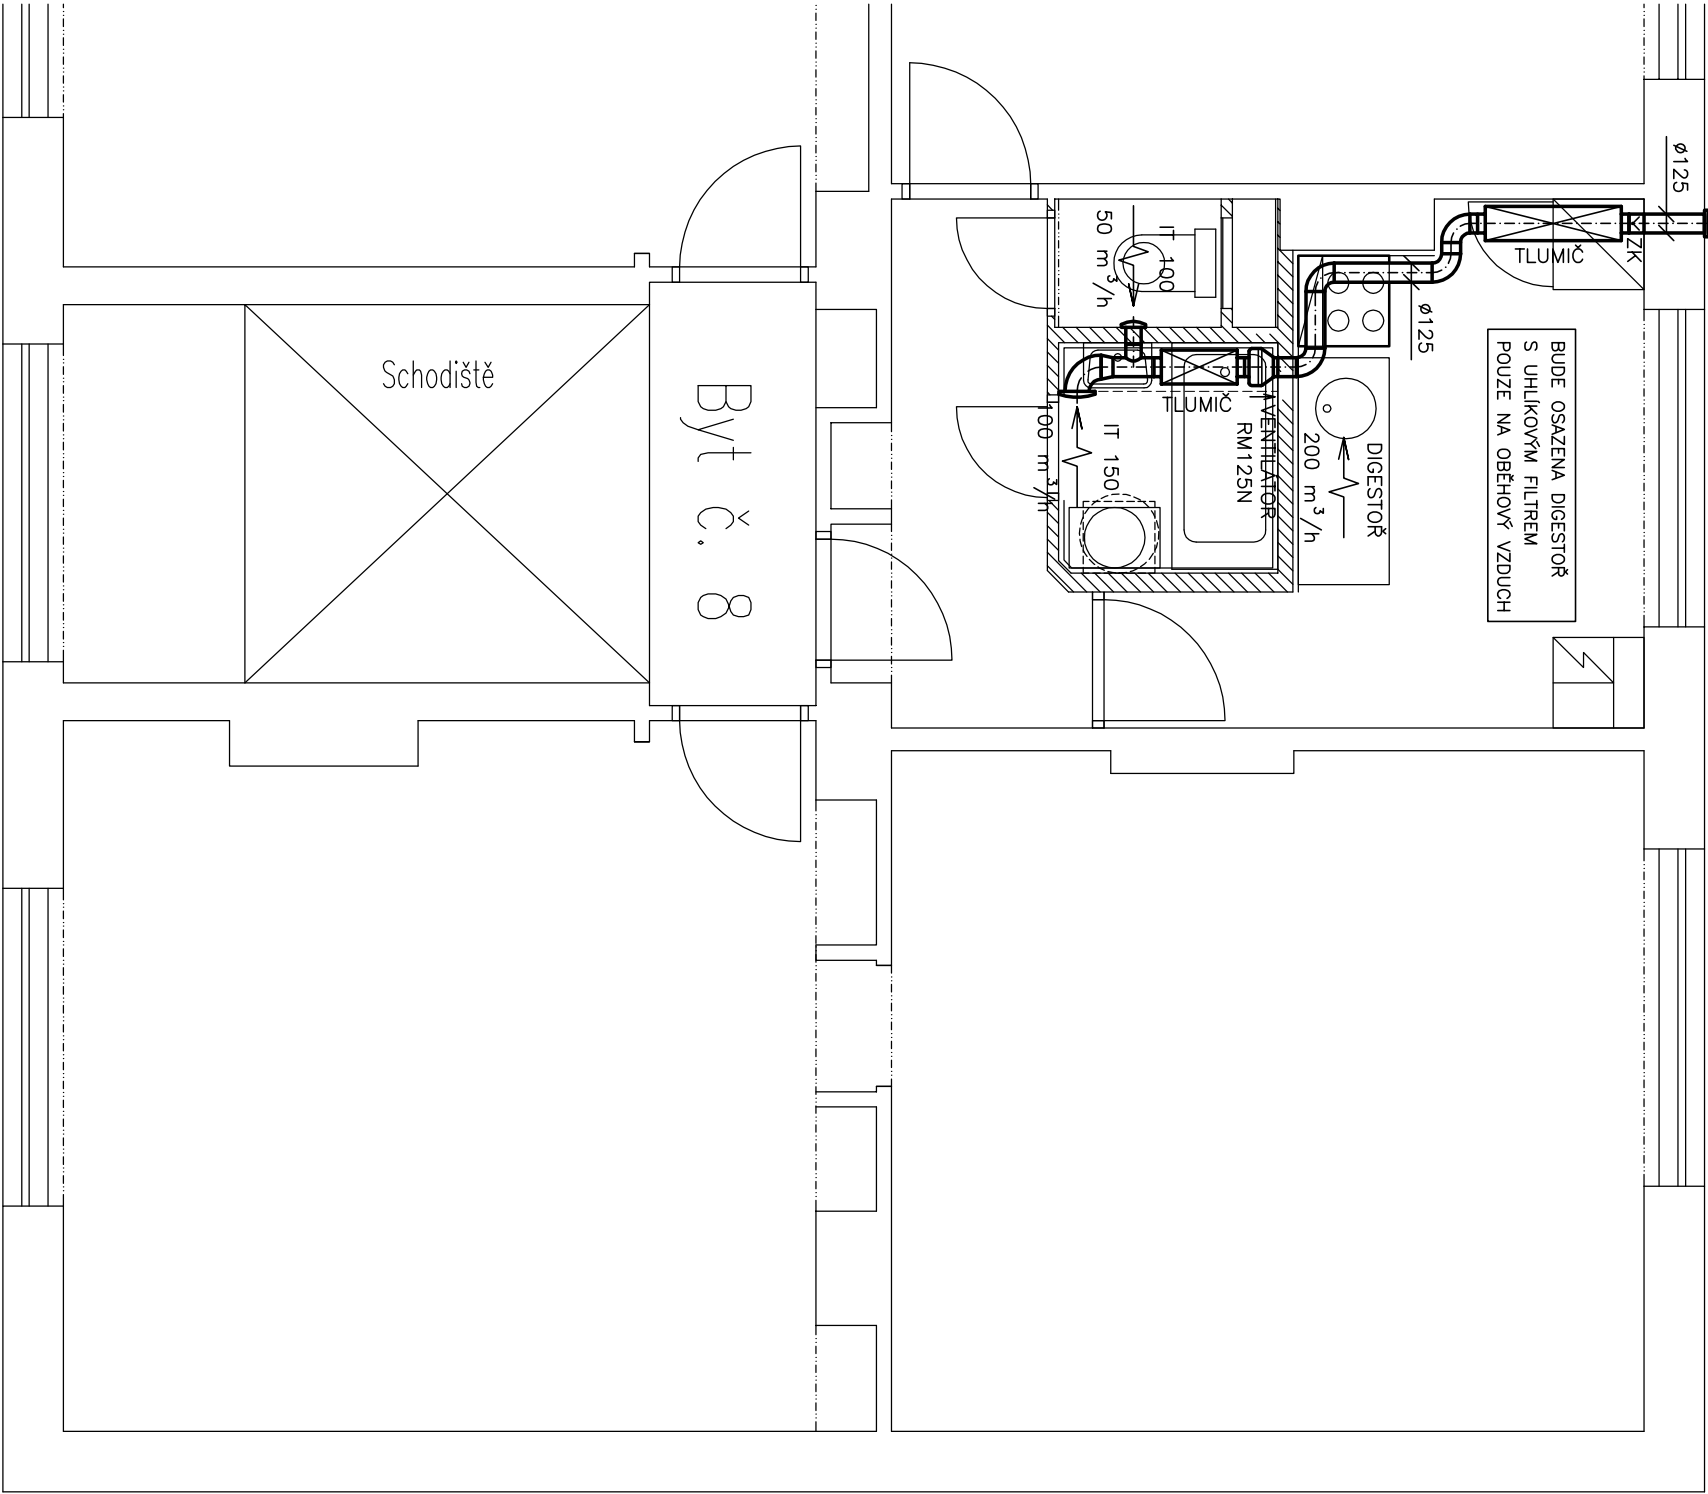 ø125
ZK
TLUMIČ
ø125
IT 100
50 m³/h
BUDE OSAZENA DIGESTOŘ
S UHLÍKOVÝM FILTREM
POUZE NA OBĚHOVÝ VZDUCH
DIGESTOŘ
200 m³/h
VENTILÁTOR
RM125N
TLUMIČ
IT 150
100 m³/h
Schodiště
Byt č. 8